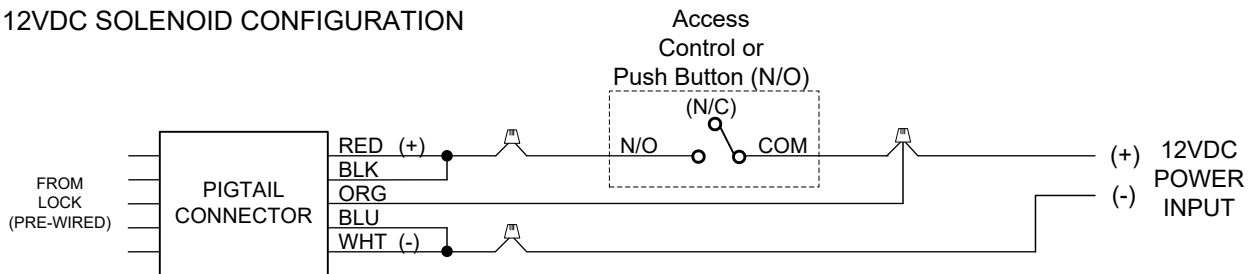 12VDC SOLENOID CONFIGURATION
Access
Control or
Push Button (N/O)
(N/C)
N/O
COM
RED (+)
BLK
ORG
BLU
WHT (-)
FROM
LOCK
(PRE-WIRED)
PIGTAIL
CONNECTOR
(+)
(-)
12VDC
POWER
INPUT